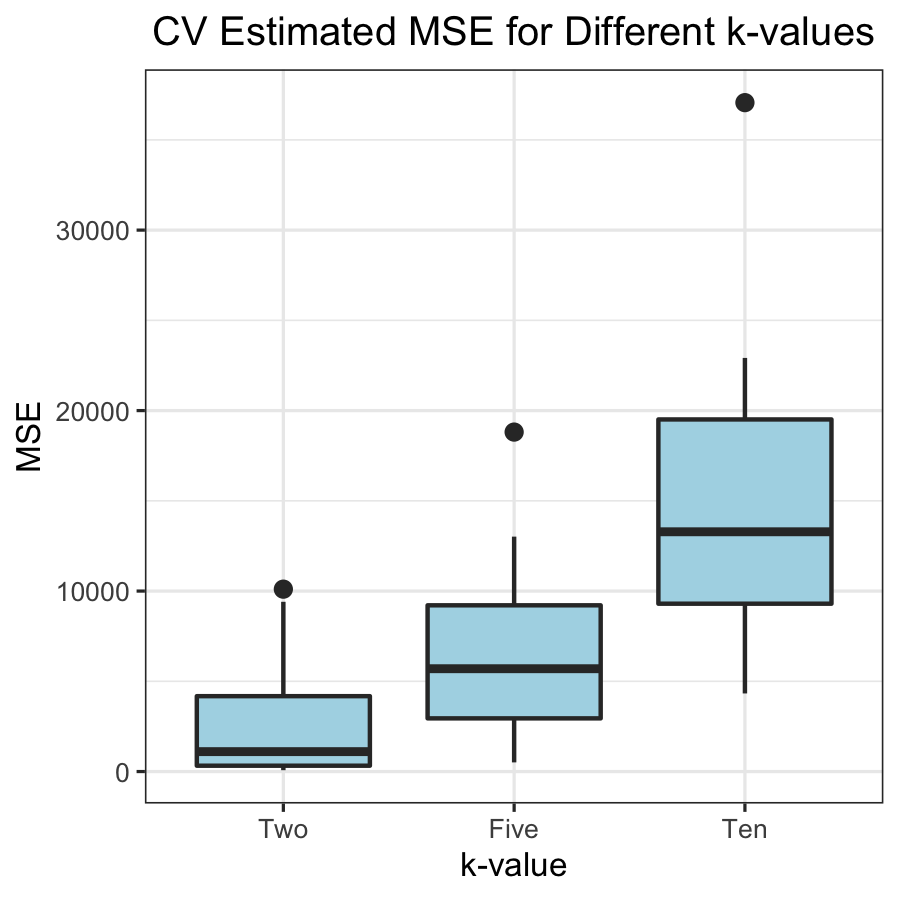 CV Estimated MSE for Different k-values
MSE
30000
20000
10000
0
Two Five Ten
k-value